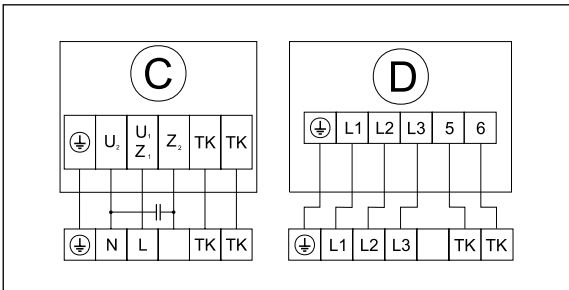 C
D
U₂ U₁ Z₁ Z₂ TK TK
L1 L2 L3 5 6
N L TK TK
L1 L2 L3 TK TK